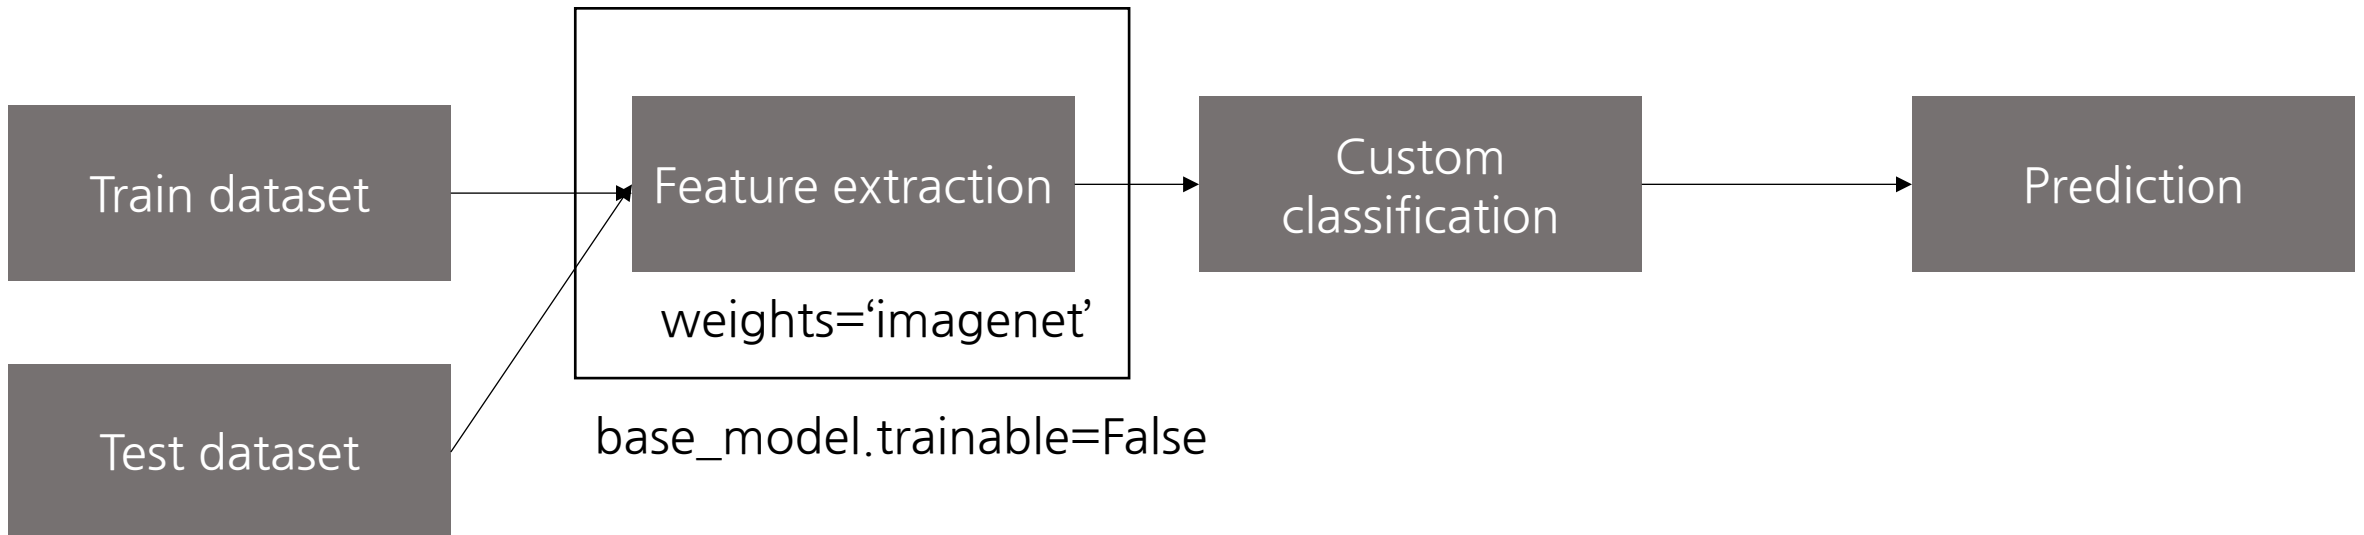 Train dataset
Feature extraction
Custom
classification
Prediction
weights=‘imagenet’
Test dataset
base_model.trainable=False